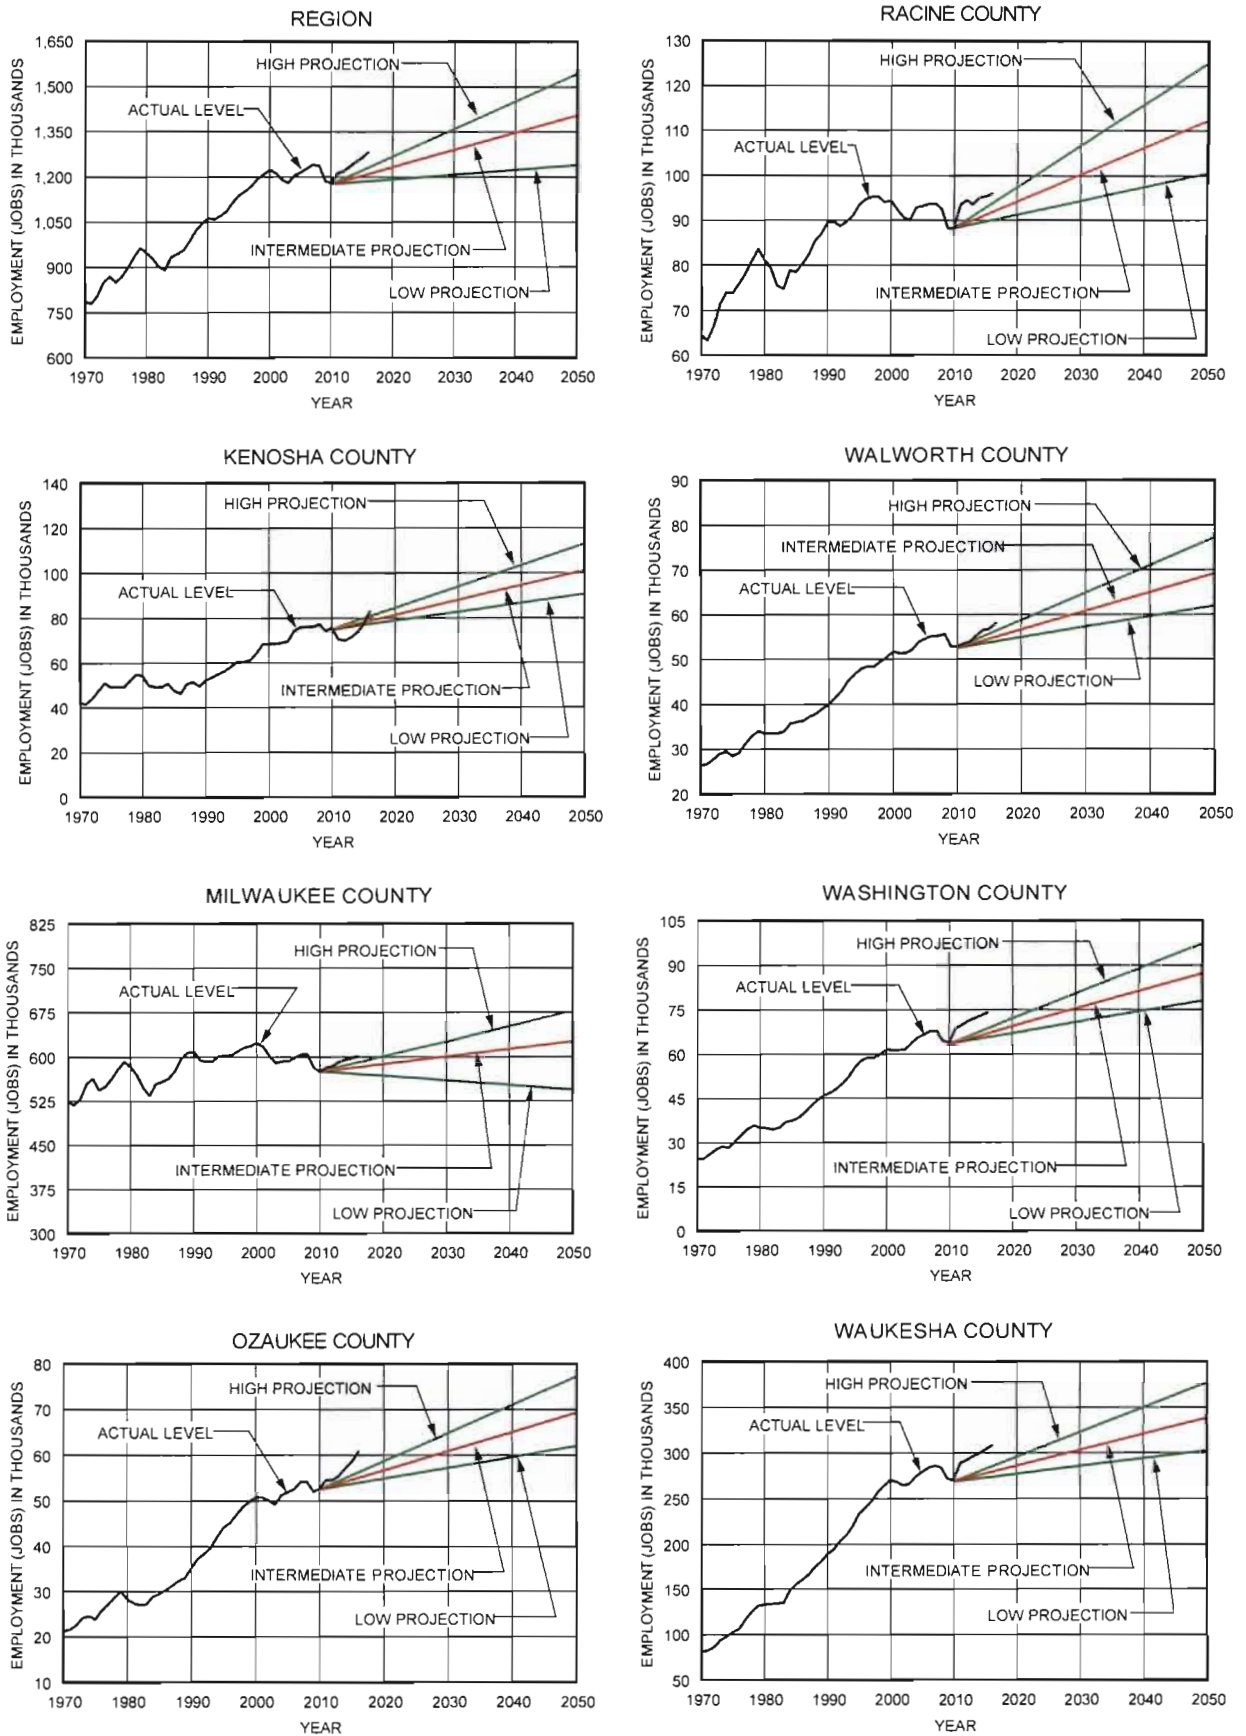 REGION
EMPLOYMENT (JOBS) IN THOUSANDS
1,650
1,500
1,350
1,200
1,050
900
750
600
HIGH PROJECTION
ACTUAL LEVEL
INTERMEDIATE PROJECTION
LOW PROJECTION
1970 1980 1990 2000 2010 2020 2030 2040 2050
YEAR
RACINE COUNTY
EMPLOYMENT (JOBS) IN THOUSANDS
130
120
110
100
90
80
70
60
HIGH PROJECTION
ACTUAL LEVEL
INTERMEDIATE PROJECTION
LOW PROJECTION
1970 1980 1990 2000 2010 2020 2030 2040 2050
YEAR
KENOSHA COUNTY
EMPLOYMENT (JOBS) IN THOUSANDS
140
120
100
80
60
40
20
0
HIGH PROJECTION
ACTUAL LEVEL
INTERMEDIATE PROJECTION
LOW PROJECTION
1970 1980 1990 2000 2010 2020 2030 2040 2050
YEAR
WALWORTH COUNTY
EMPLOYMENT (JOBS) IN THOUSANDS
90
80
70
60
50
40
30
20
HIGH PROJECTION
INTERMEDIATE PROJECTION
ACTUAL LEVEL
LOW PROJECTION
1970 1980 1990 2000 2010 2020 2030 2040 2050
YEAR
MILWAUKEE COUNTY
EMPLOYMENT (JOBS) IN THOUSANDS
825
750
675
600
525
450
375
300
HIGH PROJECTION
ACTUAL LEVEL
INTERMEDIATE PROJECTION
LOW PROJECTION
1970 1980 1990 2000 2010 2020 2030 2040 2050
YEAR
WASHINGTON COUNTY
EMPLOYMENT (JOBS) IN THOUSANDS
105
90
75
60
45
30
15
0
HIGH PROJECTION
ACTUAL LEVEL
INTERMEDIATE PROJECTION
LOW PROJECTION
1970 1980 1990 2000 2010 2020 2030 2040 2050
YEAR
OZAUKEE COUNTY
EMPLOYMENT (JOBS) IN THOUSANDS
80
70
60
50
40
30
20
10
HIGH PROJECTION
ACTUAL LEVEL
INTERMEDIATE PROJECTION
LOW PROJECTION
1970 1980 1990 2000 2010 2020 2030 2040 2050
YEAR
WAUKESHA COUNTY
EMPLOYMENT (JOBS) IN THOUSANDS
400
350
300
250
200
150
100
50
HIGH PROJECTION
ACTUAL LEVEL
INTERMEDIATE PROJECTION
LOW PROJECTION
1970 1980 1990 2000 2010 2020 2030 2040 2050
YEAR